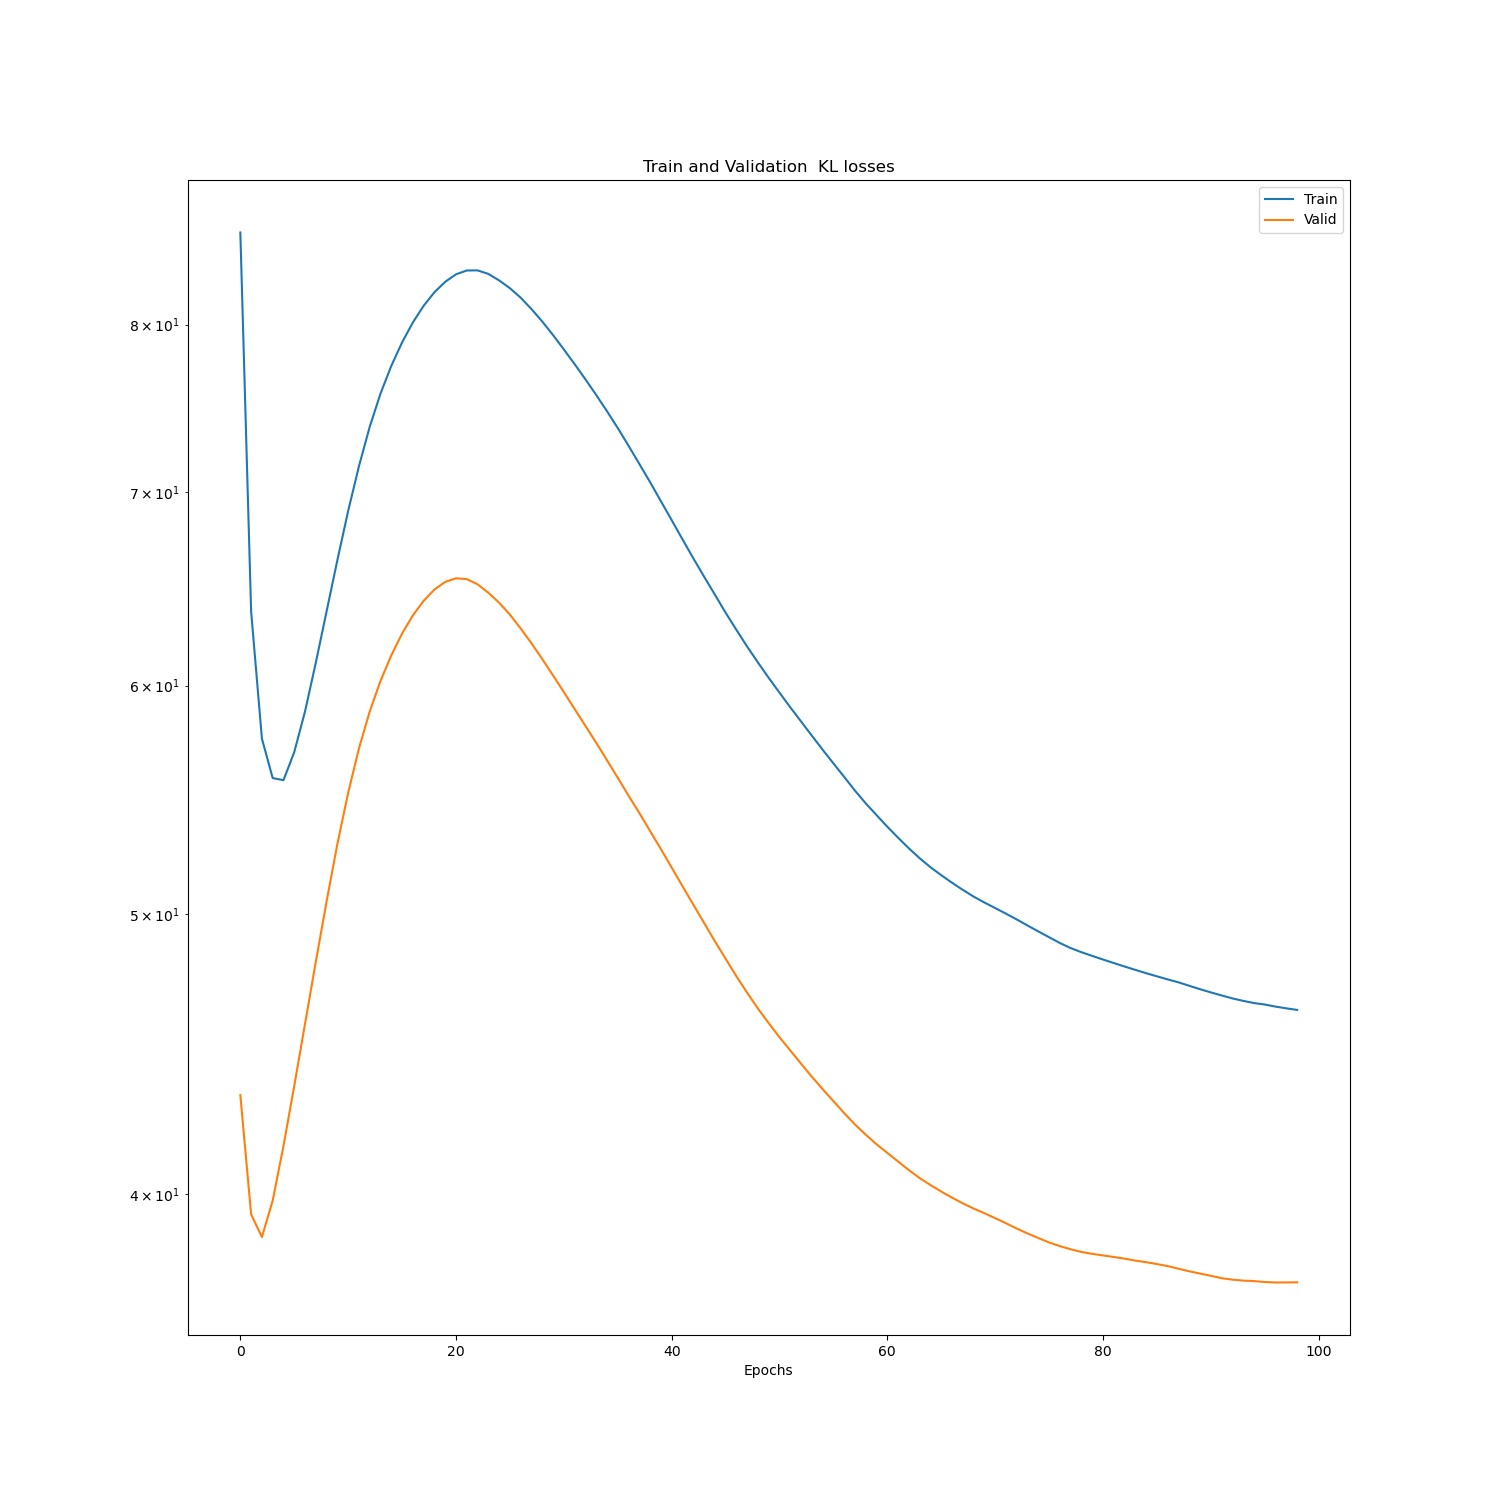 Train and Validation  KL losses
Train
Valid
8 × 10¹
7 × 10¹
6 × 10¹
5 × 10¹
4 × 10¹
0 20 40 60 80 100
Epochs